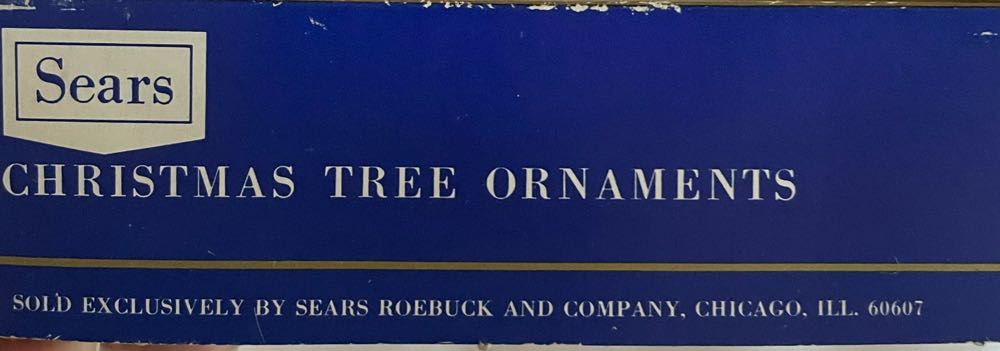 Sears
CHRISTMAS TREE ORNAMENTS
SOLD EXCLUSIVELY BY SEARS ROEBUCK AND COMPANY, CHICAGO, ILL. 60607